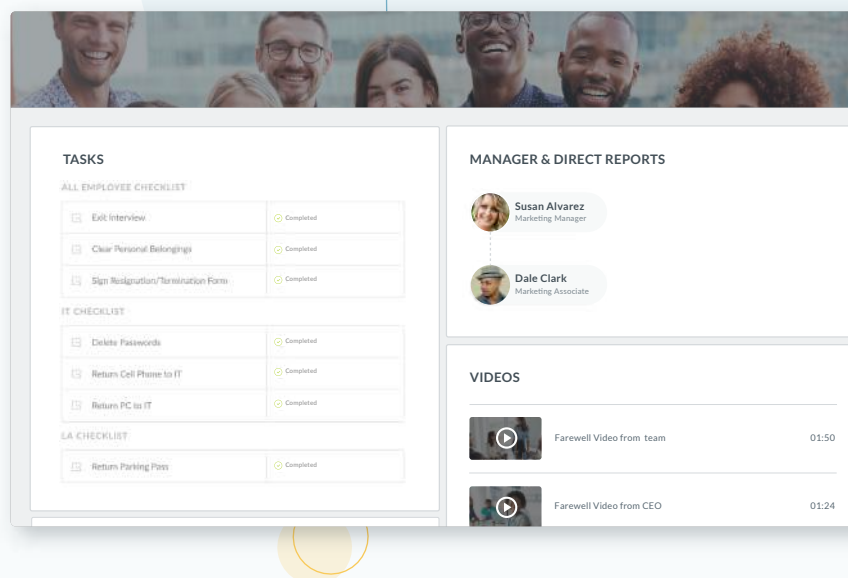 TASKS
ALL EMPLOYEE CHECKLIST
Exit Interview
Completed
Clear Personal Belongings
Completed
Sign Resignation/Termination Form
Completed
IT CHECKLIST
Delete Passwords
Completed
Return Cell Phone to IT
Completed
Return PC to IT
Completed
LA CHECKLIST
Return Parking Pass
Completed
MANAGER & DIRECT REPORTS
Susan Alvarez
Marketing Manager
Dale Clark
Marketing Associate
VIDEOS
Farewell Video from team
01:50
Farewell Video from CEO
01:24